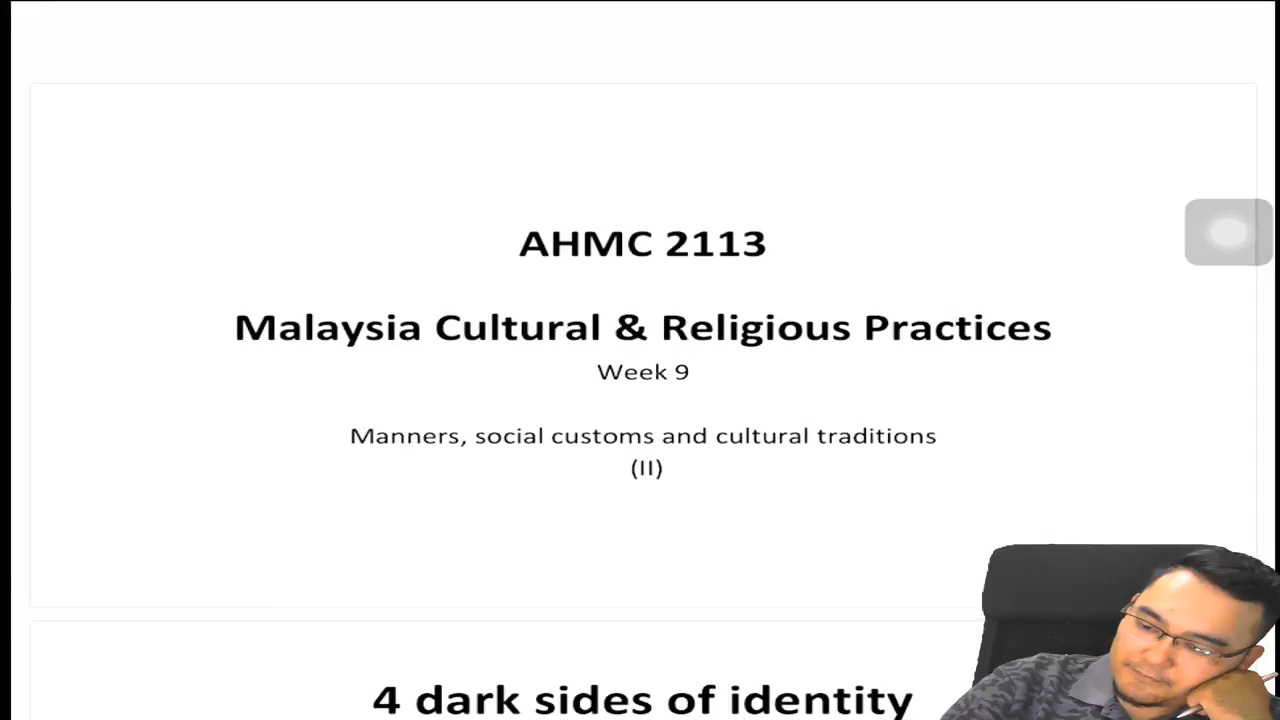 AHMC 2113
Malaysia Cultural & Religious Practices
Week 9
Manners, social customs and cultural traditions
(II)
4 dark sides of identity